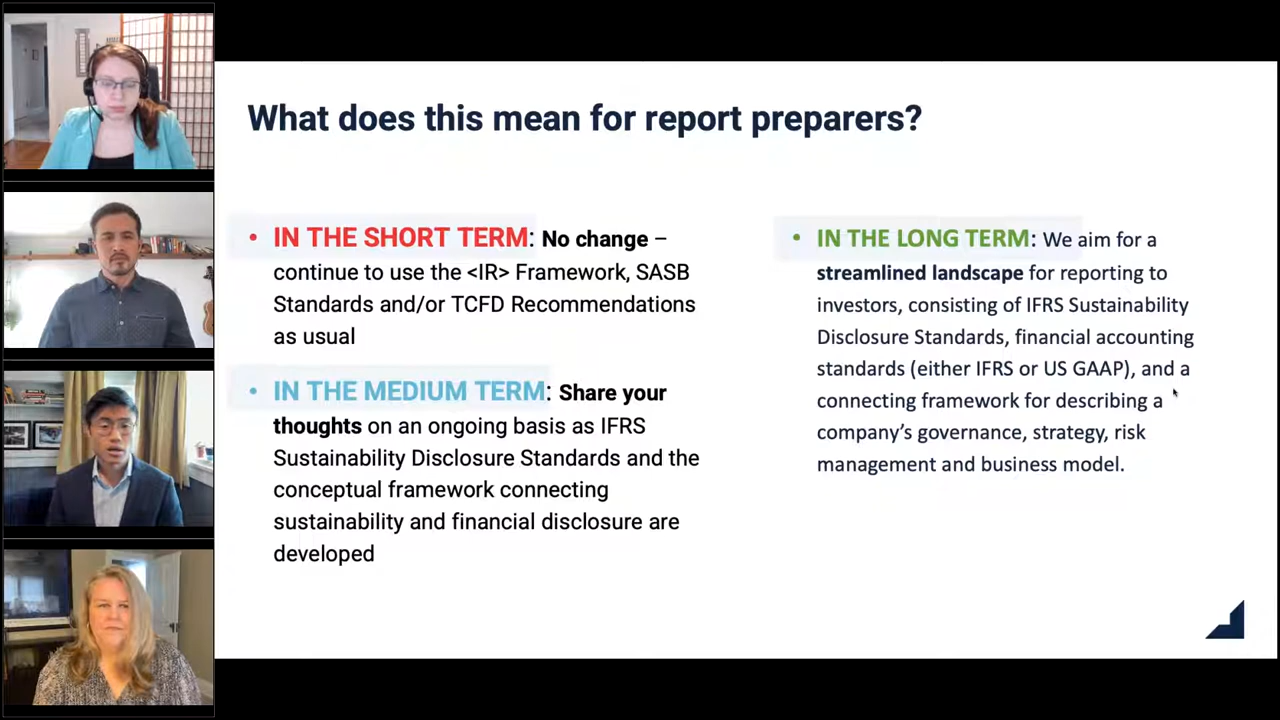 What does this mean for report preparers?
• IN THE SHORT TERM: No change –
continue to use the <IR> Framework, SASB
Standards and/or TCFD Recommendations
as usual
• IN THE MEDIUM TERM: Share your
thoughts on an ongoing basis as IFRS
Sustainability Disclosure Standards and the
conceptual framework connecting
sustainability and financial disclosure are
developed
• IN THE LONG TERM: We aim for a
streamlined landscape for reporting to
investors, consisting of IFRS Sustainability
Disclosure Standards, financial accounting
standards (either IFRS or US GAAP), and a
connecting framework for describing a
company’s governance, strategy, risk
management and business model.